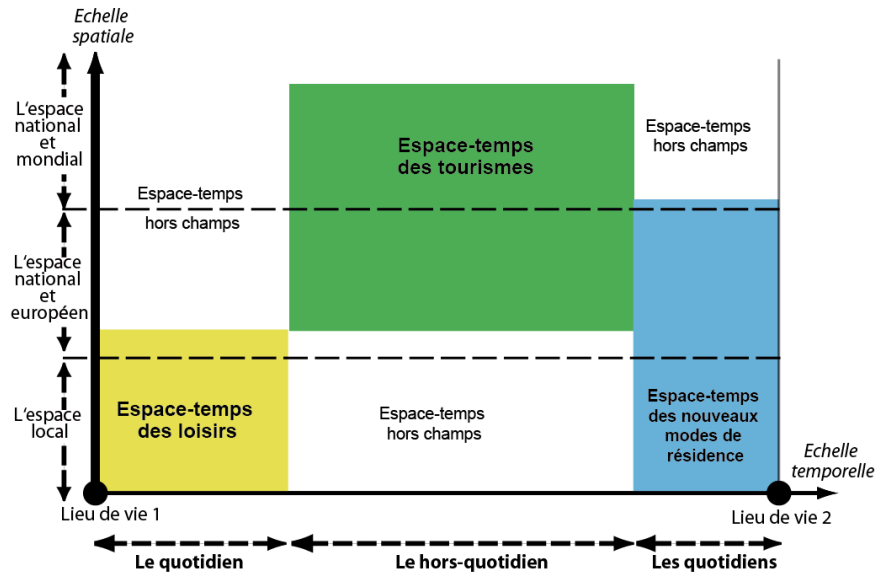 Echelle
spatiale
L'espace
national
et
mondial
Espace-temps
des tourismes
Espace-temps
hors champs
Espace-temps
hors champs
L'espace
national
et
européen
L'espace
local
Espace-temps
des loisirs
Espace-temps
hors champs
Espace-temps
des nouveaux
modes de
résidence
Echelle
temporelle
Lieu de vie 1
Lieu de vie 2
Le quotidien
Le hors-quotidien
Les quotidiens